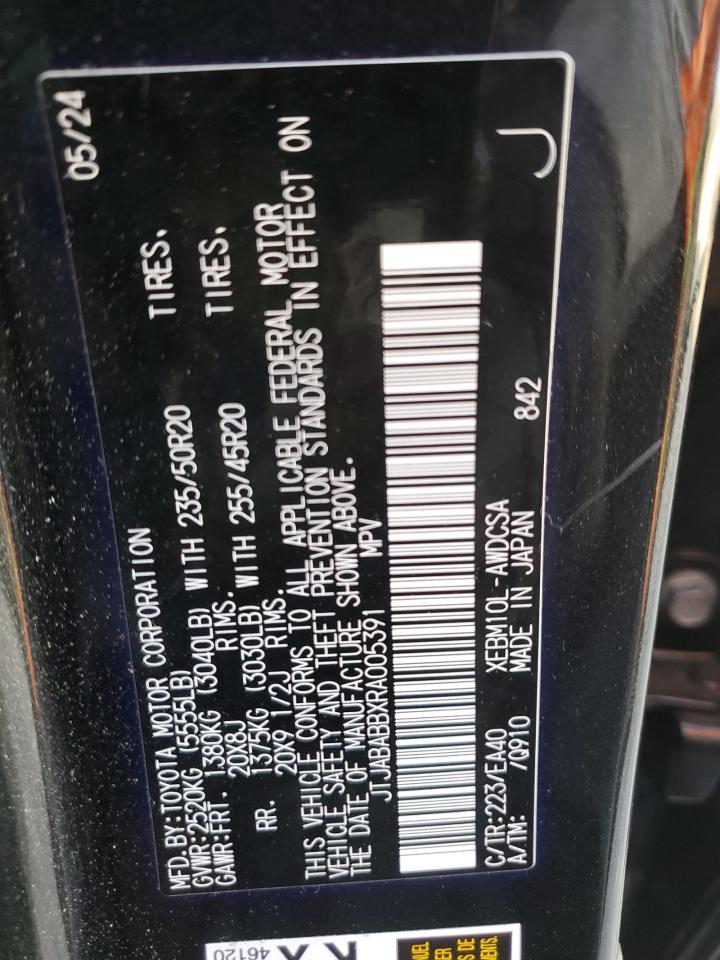 MFD.BY:TOYOTA MOTOR CORPORATION 05/24
GVWR:2520KG (5555LB)
GAWR:FRT. 1380KG (3040LB) WITH 235/50R20 TIRES.
20X8J RIMS.
RR. 1375KG (3030LB) WITH 255/45R20 TIRES.
20X9 1/2J RIMS.
THIS VEHICLE CONFORMS TO ALL APPLICABLE FEDERAL MOTOR
VEHICLE SAFETY AND THEFT PREVENTION STANDARDS IN EFFECT ON
THE DATE OF MANUFACTURE SHOWN ABOVE.
JTJABABBXRA005391 MPV
C/TR:223/EA40 XEBM10L-AWDCSA 842
A/TM: /Q910 MADE IN JAPAN
J
46120